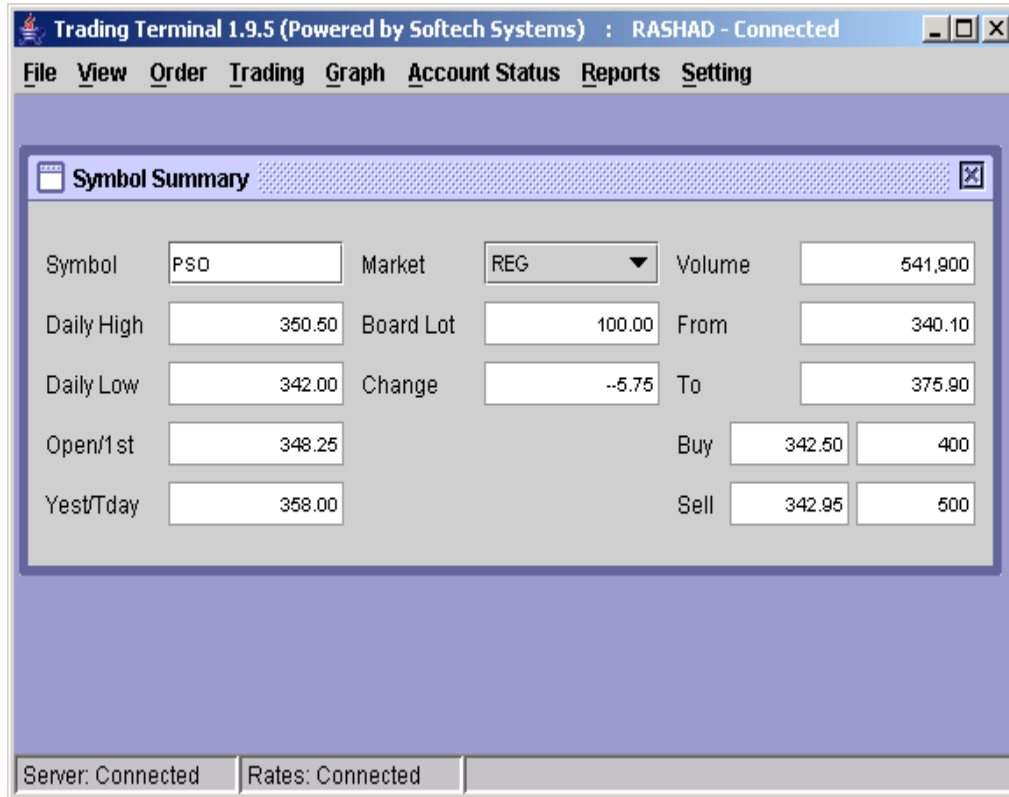 Trading Terminal 1.9.5 (Powered by Softech Systems) : RASHAD - Connected
File View Order Trading Graph Account Status Reports Setting
Symbol Summary
Symbol PSO Market REG Volume 541,900
Daily High 350.50 Board Lot 100.00 From 340.10
Daily Low 342.00 Change --5.75 To 375.90
Open/1st 348.25 Buy 342.50 400
Yest/Tday 358.00 Sell 342.95 500
Server: Connected Rates: Connected